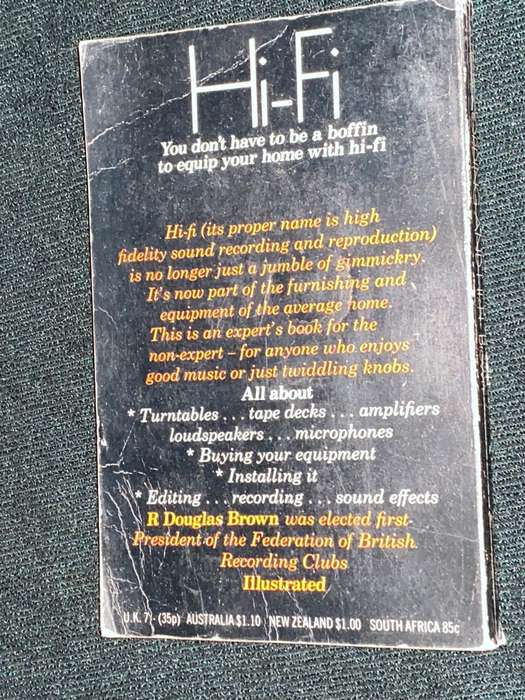 Hi-Fi
You don't have to be a boffin
to equip your home with hi-fi
Hi-fi (its proper name is high
fidelity sound recording and reproduction)
is no longer just a jumble of gimmickry.
It's now part of the furnishing and
equipment of the average home.
This is an expert's book for the
non-expert – for anyone who enjoys
good music or just twiddling knobs.
All about
* Turntables . . . tape decks . . . amplifiers
loudspeakers . . . microphones
* Buying your equipment
* Installing it
* Editing . . . recording . . . sound effects
R Douglas Brown was elected first
President of the Federation of British
Recording Clubs
Illustrated
U.K. 7/- (35p) AUSTRALIA $1.10 NEW ZEALAND $1.00 SOUTH AFRICA 85c